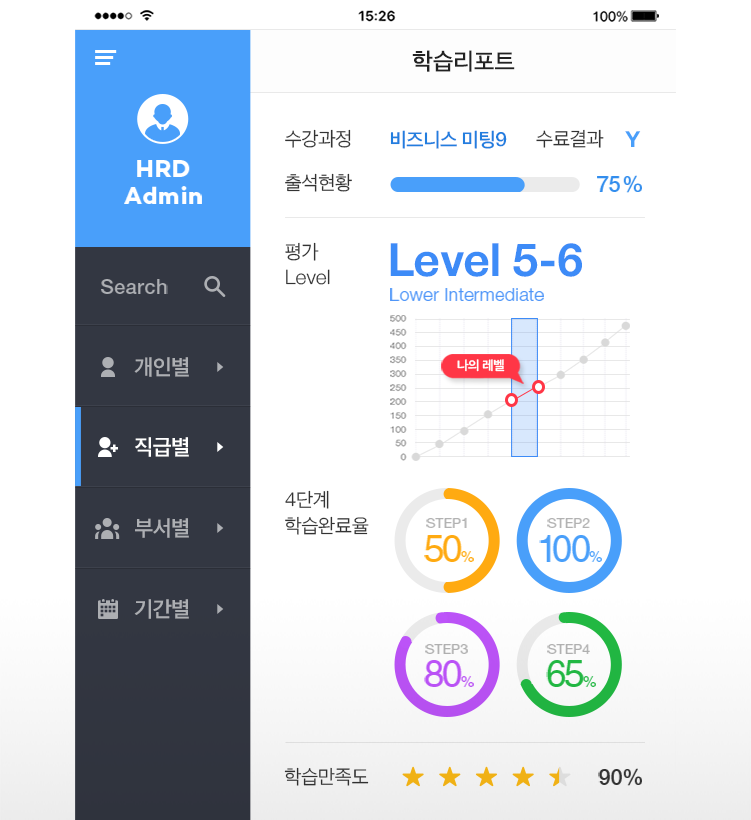 15:26
100%
HRD
Admin
Search
개인별
직급별
부서별
기간별
학습리포트
수강과정 비즈니스 미팅9 수료결과 Y
출석현황 75%
평가
Level
Level 5-6
Lower Intermediate
500
450
400
350
300
250
200
150
100
50
0
나의 레벨
4단계
학습완료율
STEP1
50%
STEP2
100%
STEP3
80%
STEP4
65%
학습만족도 90%